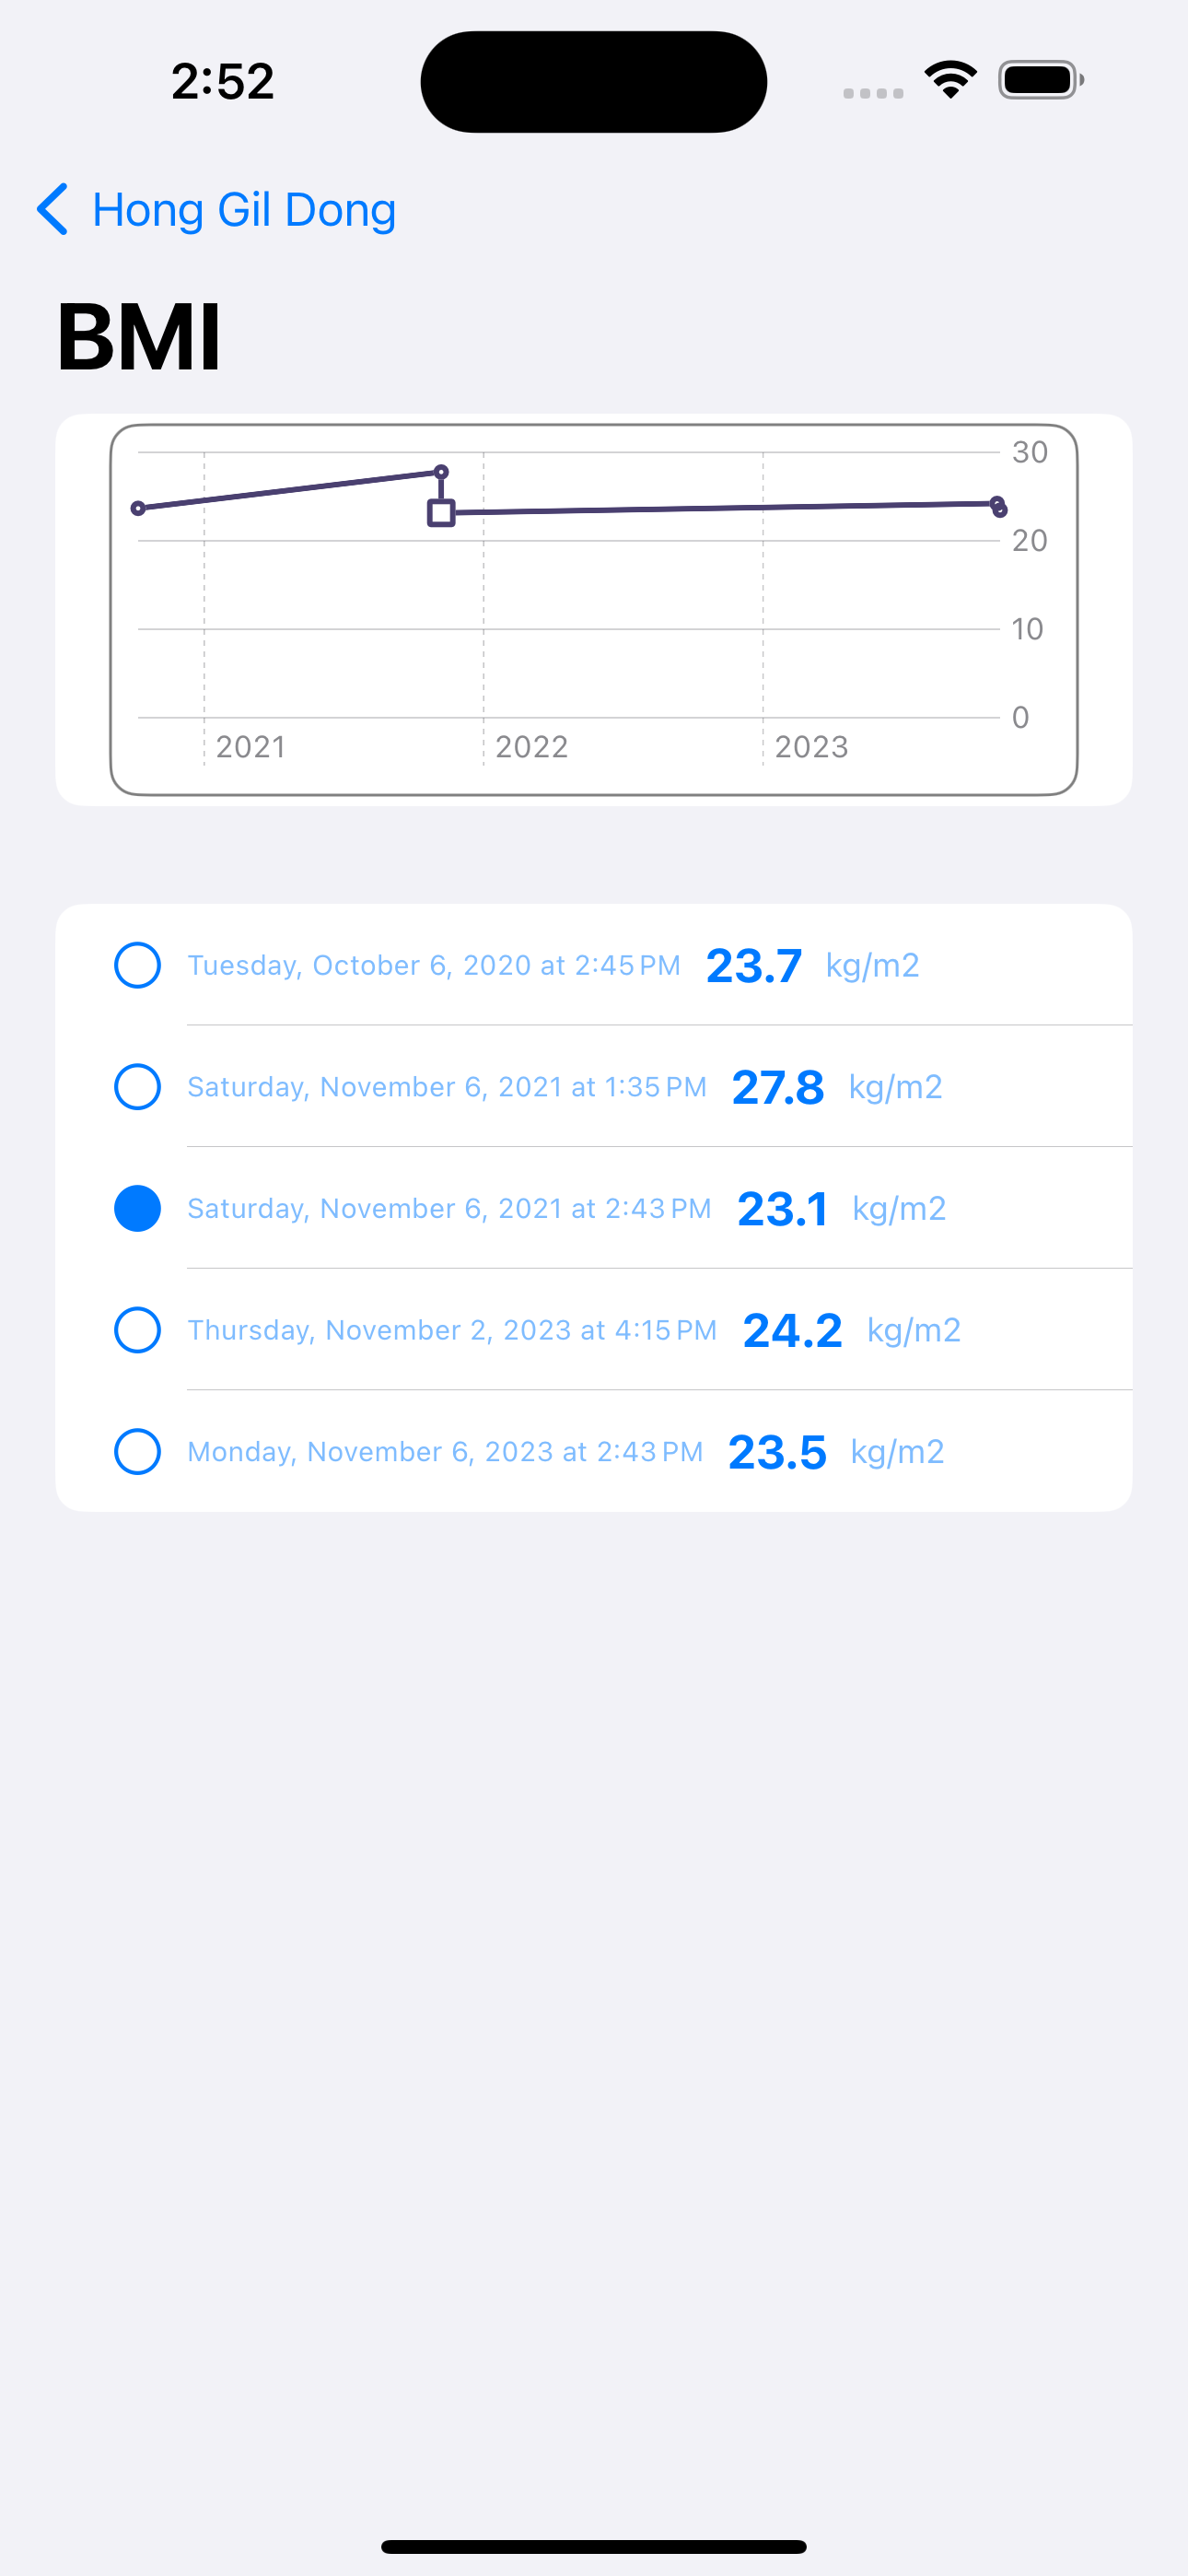 2:52
Hong Gil Dong
BMI
30
20
10
0
2021 2022 2023
Tuesday, October 6, 2020 at 2:45 PM 23.7 kg/m2
Saturday, November 6, 2021 at 1:35 PM 27.8 kg/m2
Saturday, November 6, 2021 at 2:43 PM 23.1 kg/m2
Thursday, November 2, 2023 at 4:15 PM 24.2 kg/m2
Monday, November 6, 2023 at 2:43 PM 23.5 kg/m2